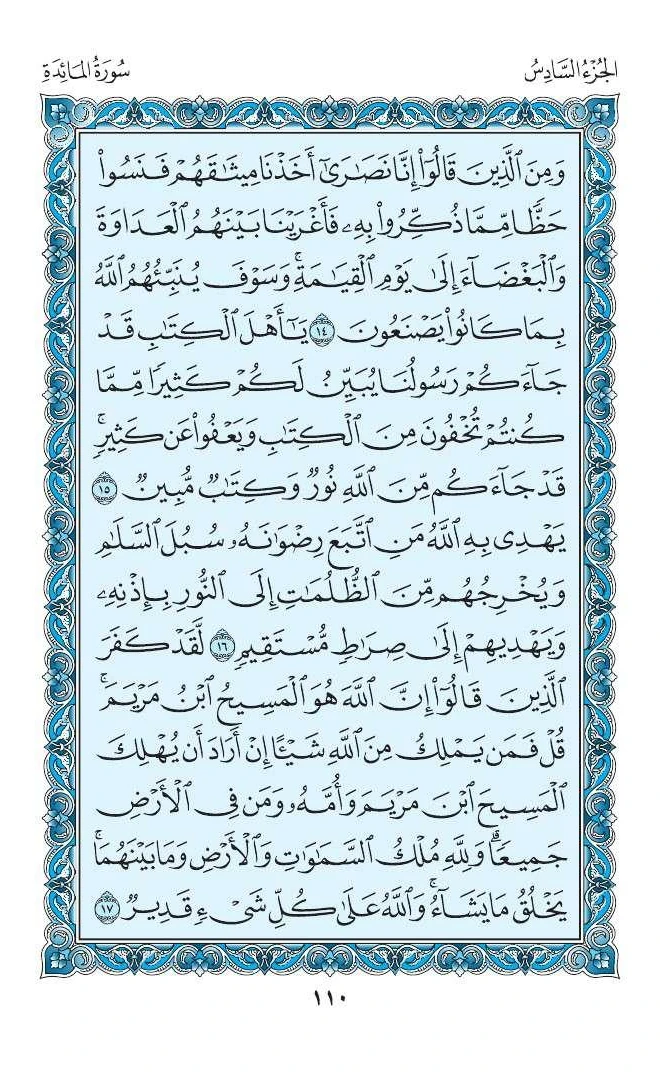 الجُزْءُ السَّادِسُ
سُورَةُ المَائِدَةِ
وَمِنَ ٱلَّذِينَ قَالُوٓا۟ إِنَّا نَصَٰرَىٰٓ أَخَذْنَا مِيثَٰقَهُمْ فَنَسُوا۟
حَظًّا مِّمَّا ذُكِّرُوا۟ بِهِۦ فَأَغْرَيْنَا بَيْنَهُمُ ٱلْعَدَاوَةَ
وَٱلْبَغْضَآءَ إِلَىٰ يَوْمِ ٱلْقِيَٰمَةِۚ وَسَوْفَ يُنَبِّئُهُمُ ٱللَّهُ
بِمَا كَانُوا۟ يَصْنَعُونَ ١٤ يَٰٓأَهْلَ ٱلْكِتَٰبِ قَدْ
جَآءَكُمْ رَسُولُنَا يُبَيِّنُ لَكُمْ كَثِيرًا مِّمَّا
كُنتُمْ تُخْفُونَ مِنَ ٱلْكِتَٰبِ وَيَعْفُوا۟ عَن كَثِيرٍۚ
قَدْ جَآءَكُم مِّنَ ٱللَّهِ نُورٌ وَكِتَٰبٌ مُّبِينٌ ١٥
يَهْدِى بِهِ ٱللَّهُ مَنِ ٱتَّبَعَ رِضْوَٰنَهُۥ سُبُلَ ٱلسَّلَٰمِ
وَيُخْرِجُهُم مِّنَ ٱلظُّلُمَٰتِ إِلَى ٱلنُّورِ بِإِذْنِهِۦ
وَيَهْدِيهِمْ إِلَىٰ صِرَٰطٍ مُّسْتَقِيمٍ ١٦ لَّقَدْ كَفَرَ
ٱلَّذِينَ قَالُوٓا۟ إِنَّ ٱللَّهَ هُوَ ٱلْمَسِيحُ ٱبْنُ مَرْيَمَۚ
قُلْ فَمَن يَمْلِكُ مِنَ ٱللَّهِ شَيْـًٔا إِنْ أَرَادَ أَن يُهْلِكَ
ٱلْمَسِيحَ ٱبْنَ مَرْيَمَ وَأُمَّهُۥ وَمَن فِى ٱلْأَرْضِ
جَمِيعًاۗ وَلِلَّهِ مُلْكُ ٱلسَّمَٰوَٰتِ وَٱلْأَرْضِ وَمَا بَيْنَهُمَاۚ
يَخْلُقُ مَا يَشَآءُۚ وَٱللَّهُ عَلَىٰ كُلِّ شَىْءٍ قَدِيرٌ ١٧
١١٠